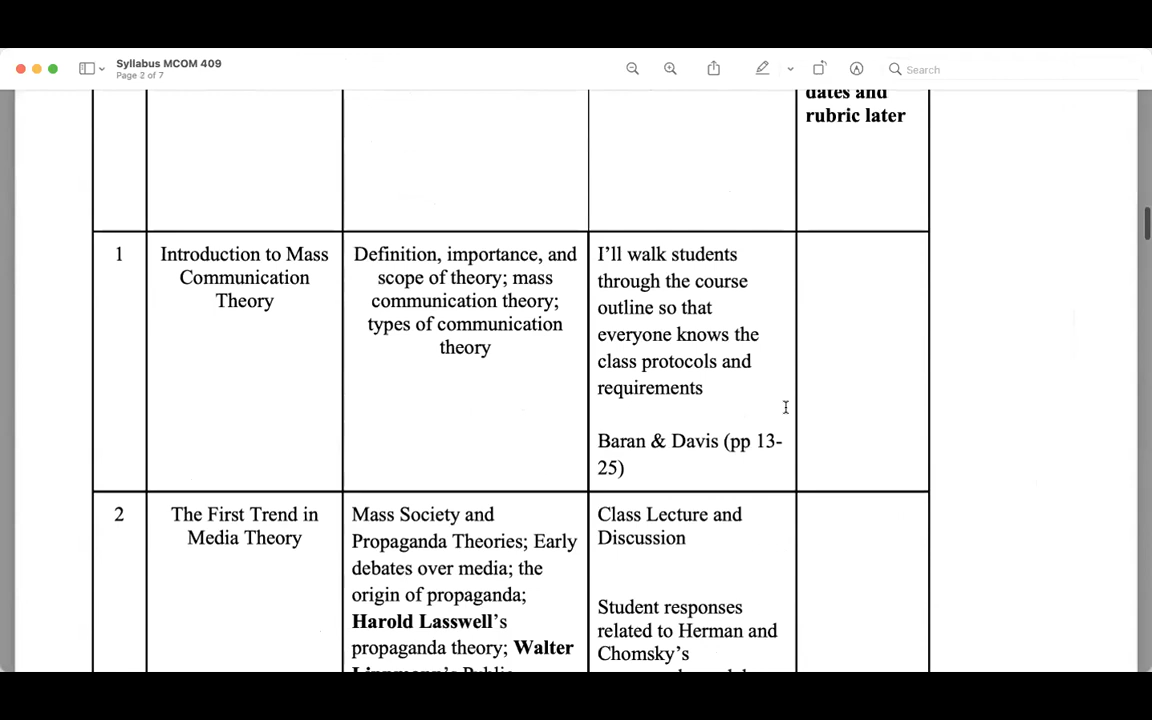 Syllabus MCOM 409
Page 2 of 7
Search
dates and
rubric later
1
Introduction to Mass
Communication
Theory
Definition, importance, and
scope of theory; mass
communication theory;
types of communication
theory
I’ll walk students
through the course
outline so that
everyone knows the
class protocols and
requirements
Baran & Davis (pp 13-
25)
2
The First Trend in
Media Theory
Mass Society and
Propaganda Theories; Early
debates over media; the
origin of propaganda;
Harold Lasswell’s
propaganda theory; Walter
Public
Class Lecture and
Discussion
Student responses
related to Herman and
Chomsky’s